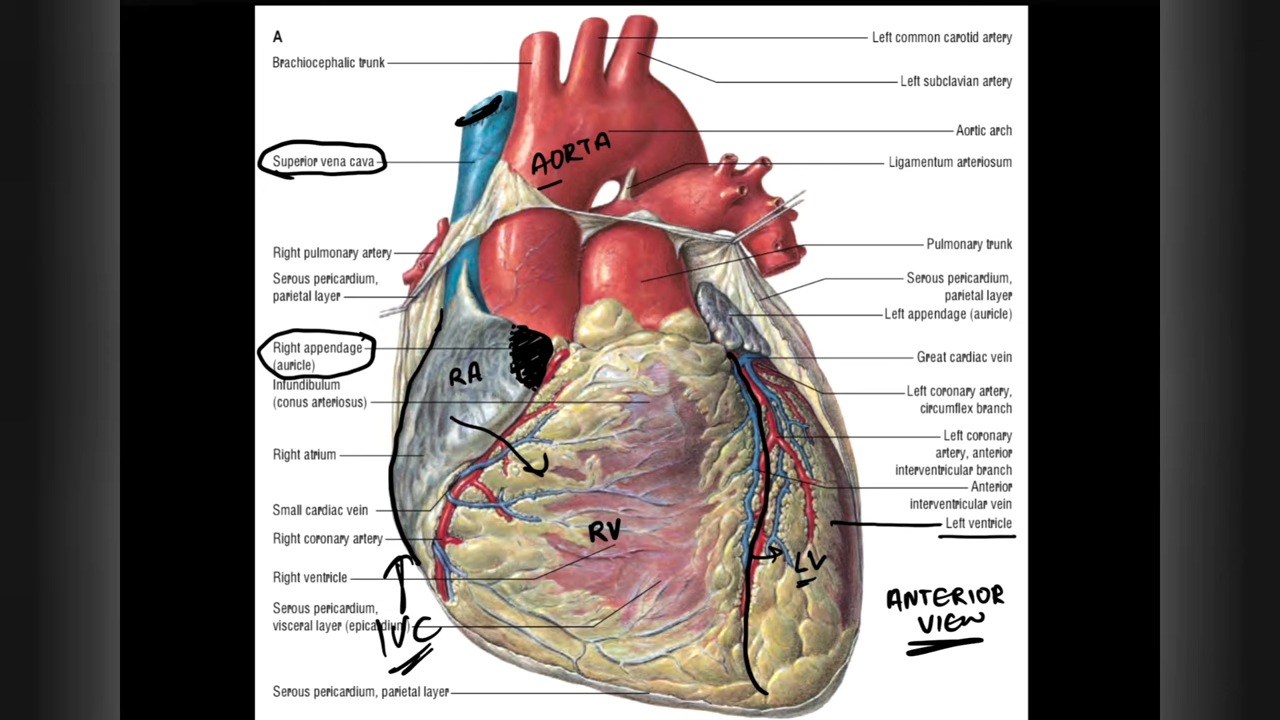 A
Brachiocephalic trunk
Superior vena cava
Right pulmonary artery
Serous pericardium,
parietal layer
Right appendage
(auricle)
Infundibulum
(conus arteriosus)
Right atrium
Small cardiac vein
Right coronary artery
Right ventricle
Serous pericardium,
visceral layer (epicardium)
Serous pericardium, parietal layer
AORTA
RA
RV
LV
IVC
Left common carotid artery
Left subclavian artery
Aortic arch
Ligamentum arteriosum
Pulmonary trunk
Serous pericardium,
parietal layer
Left appendage (auricle)
Great cardiac vein
Left coronary artery,
circumflex branch
Left coronary
artery, anterior
interventricular branch
Anterior
interventricular vein
Left ventricle
ANTERIOR
VIEW